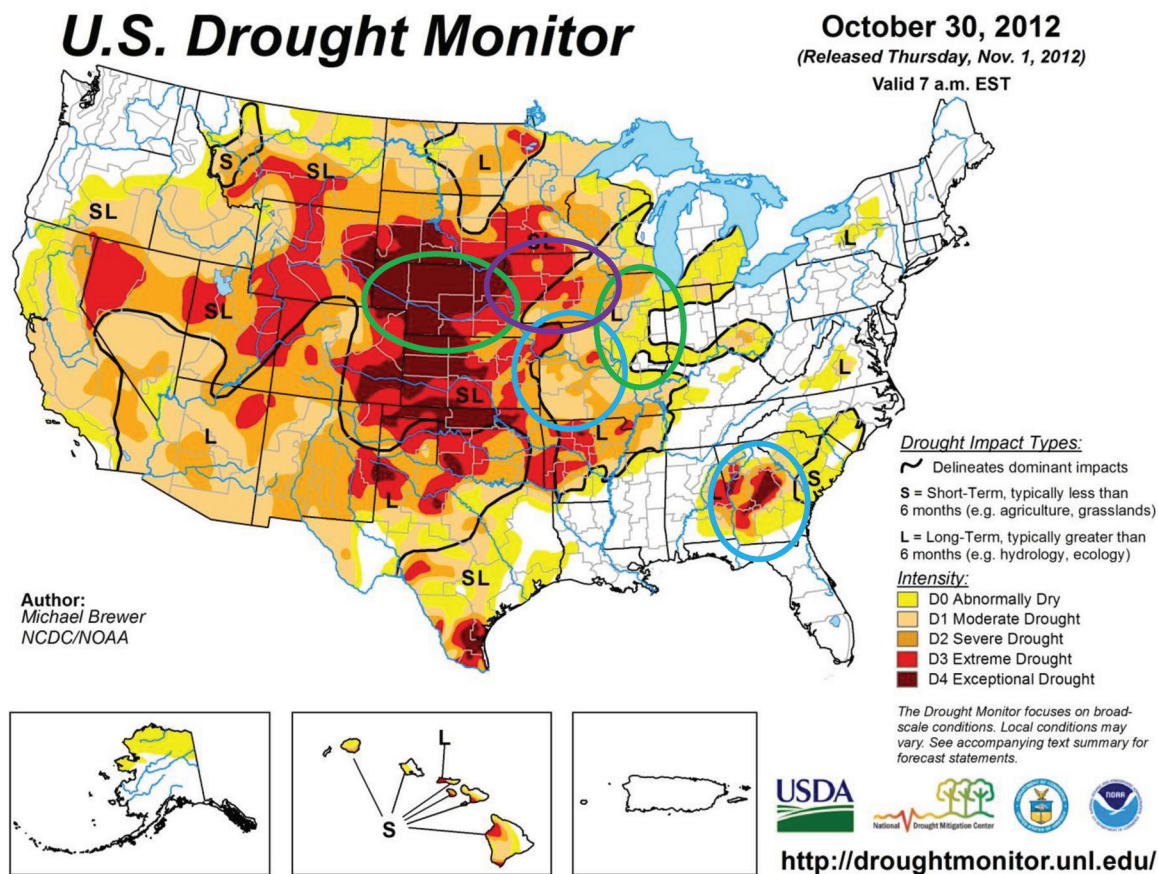 U.S. Drought Monitor
October 30, 2012
(Released Thursday, Nov. 1, 2012)
Valid 7 a.m. EST
S
SL
L
SL
SL
L
L
SL
L
SL
L
L
L
L
S
SL
L
Author:
Michael Brewer
NCDC/NOAA
Drought Impact Types:
Delineates dominant impacts
S = Short-Term, typically less than
6 months (e.g. agriculture, grasslands)
L = Long-Term, typically greater than
6 months (e.g. hydrology, ecology)
Intensity:
D0 Abnormally Dry
D1 Moderate Drought
D2 Severe Drought
D3 Extreme Drought
D4 Exceptional Drought
The Drought Monitor focuses on broad-
scale conditions. Local conditions may
vary. See accompanying text summary for
forecast statements.
L
S
USDA
National Drought Mitigation Center
NOAA
http://droughtmonitor.unl.edu/